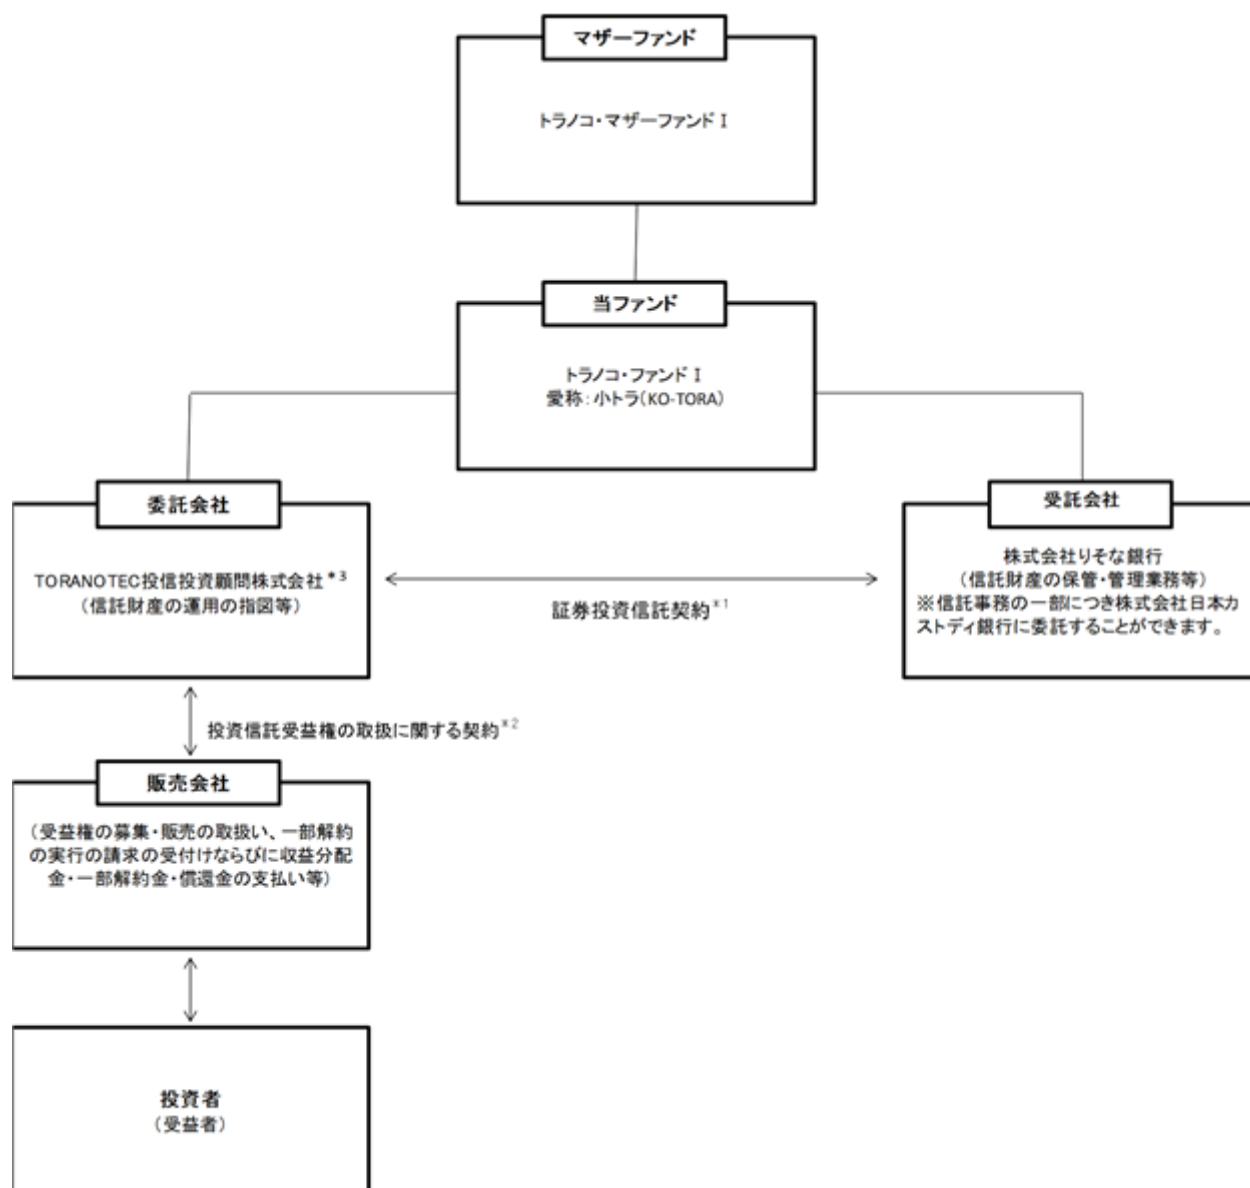 マザーファンド
トラノコ・マザーファンドⅠ
当ファンド
トラノコ・ファンドⅠ
愛称:小トラ(KO-TORA)
委託会社
TORANOTEC投信投資顧問株式会社*3
(信託財産の運用の指図等)
証券投資信託契約*1
受託会社
株式会社りそな銀行
(信託財産の保管・管理業務等)
※信託事務の一部につき株式会社日本カ
ストディ銀行に委託することができます。
投資信託受益権の取扱に関する契約*2
販売会社
(受益権の募集・販売の取扱い、一部解約
の実行の請求の受付けならびに収益分配
金・一部解約金・償還金の支払い等)
投資者
(受益者)